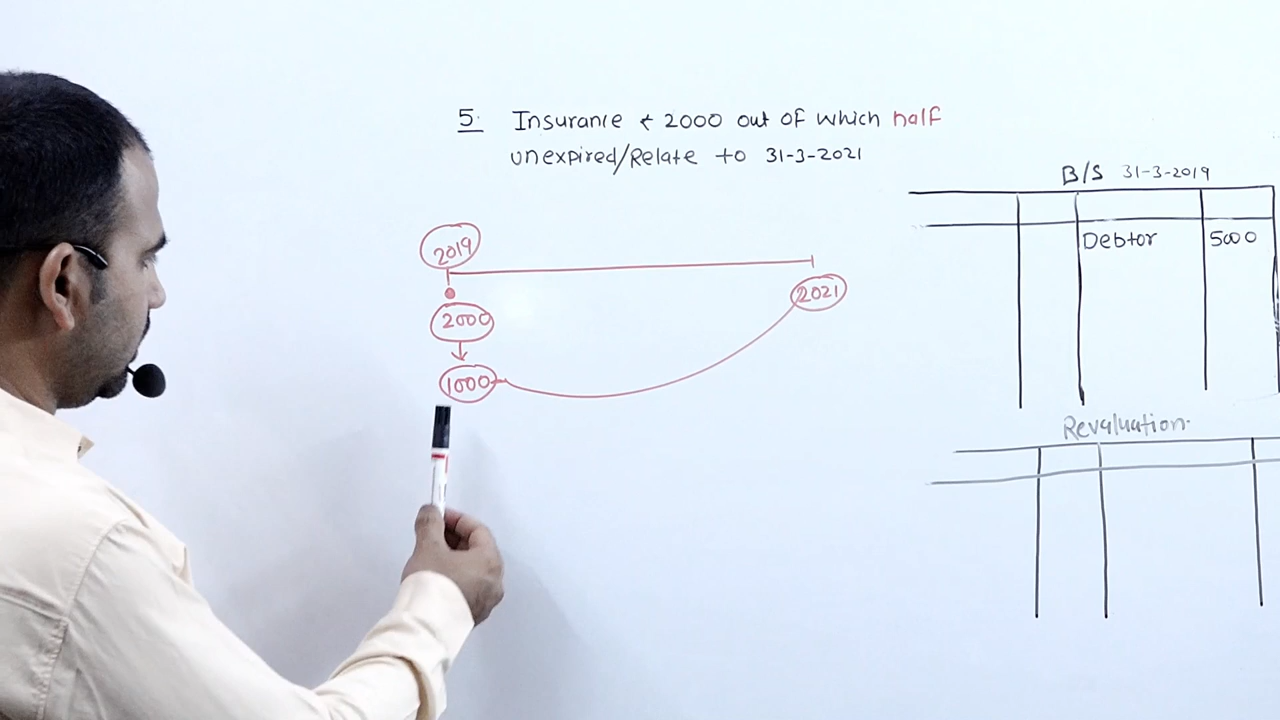 5. Insurance ₹ 2000 out of which half
unexpired/Relate to 31-3-2021
2019
2000
1000
2021
B/S 31-3-2019
Debtor 5000
Revaluation